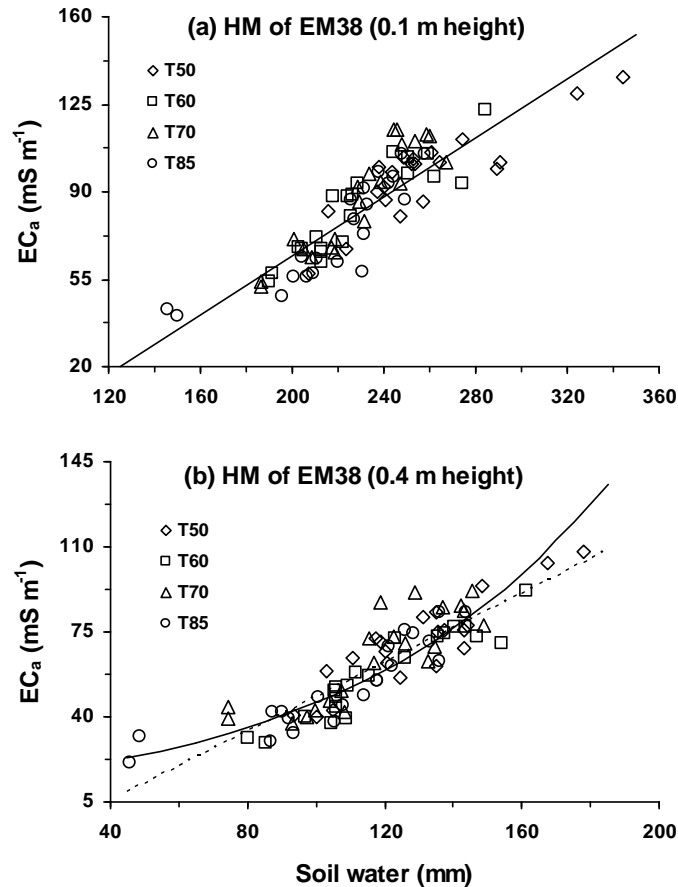 (a) HM of EM38 (0.1 m height)
T50
T60
T70
T85
ECa (mS m-1)
160
125
90
55
20
120 160 200 240 280 320 360
(b) HM of EM38 (0.4 m height)
T50
T60
T70
T85
ECa (mS m-1)
145
110
75
40
5
40 80 120 160 200
Soil water (mm)